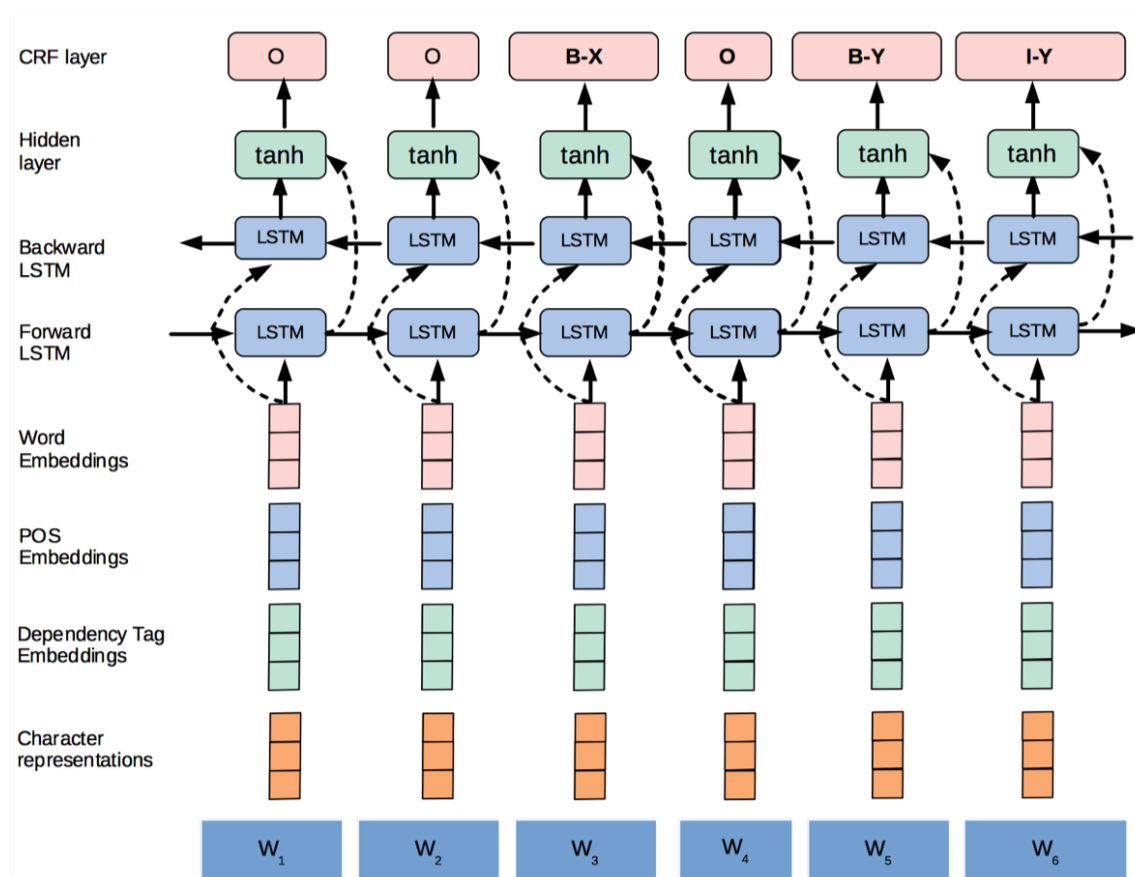 CRF layer O O B-X O B-Y I-Y
Hidden
layer tanh tanh tanh tanh tanh tanh
Backward
LSTM LSTM LSTM LSTM LSTM LSTM LSTM
Forward
LSTM LSTM LSTM LSTM LSTM LSTM LSTM
Word
Embeddings
POS
Embeddings
Dependency Tag
Embeddings
Character
representations
W1 W2 W3 W4 W5 W6